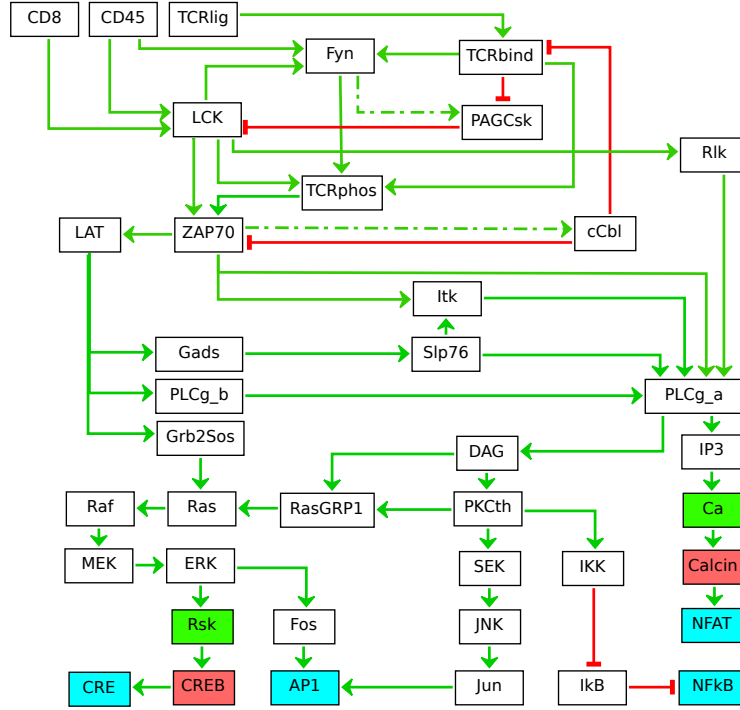 CD8
CD45
TCRlig
Fyn
TCRbind
LCK
PAGCsk
Rlk
TCRphos
LAT
ZAP70
cCbl
Itk
Gads
Slp76
PLCg_b
PLCg_a
Grb2Sos
DAG
IP3
Raf
Ras
RasGRP1
PKCth
Ca
MEK
ERK
SEK
IKK
Calcin
Rsk
Fos
JNK
NFAT
CRE
CREB
AP1
Jun
IkB
NFkB